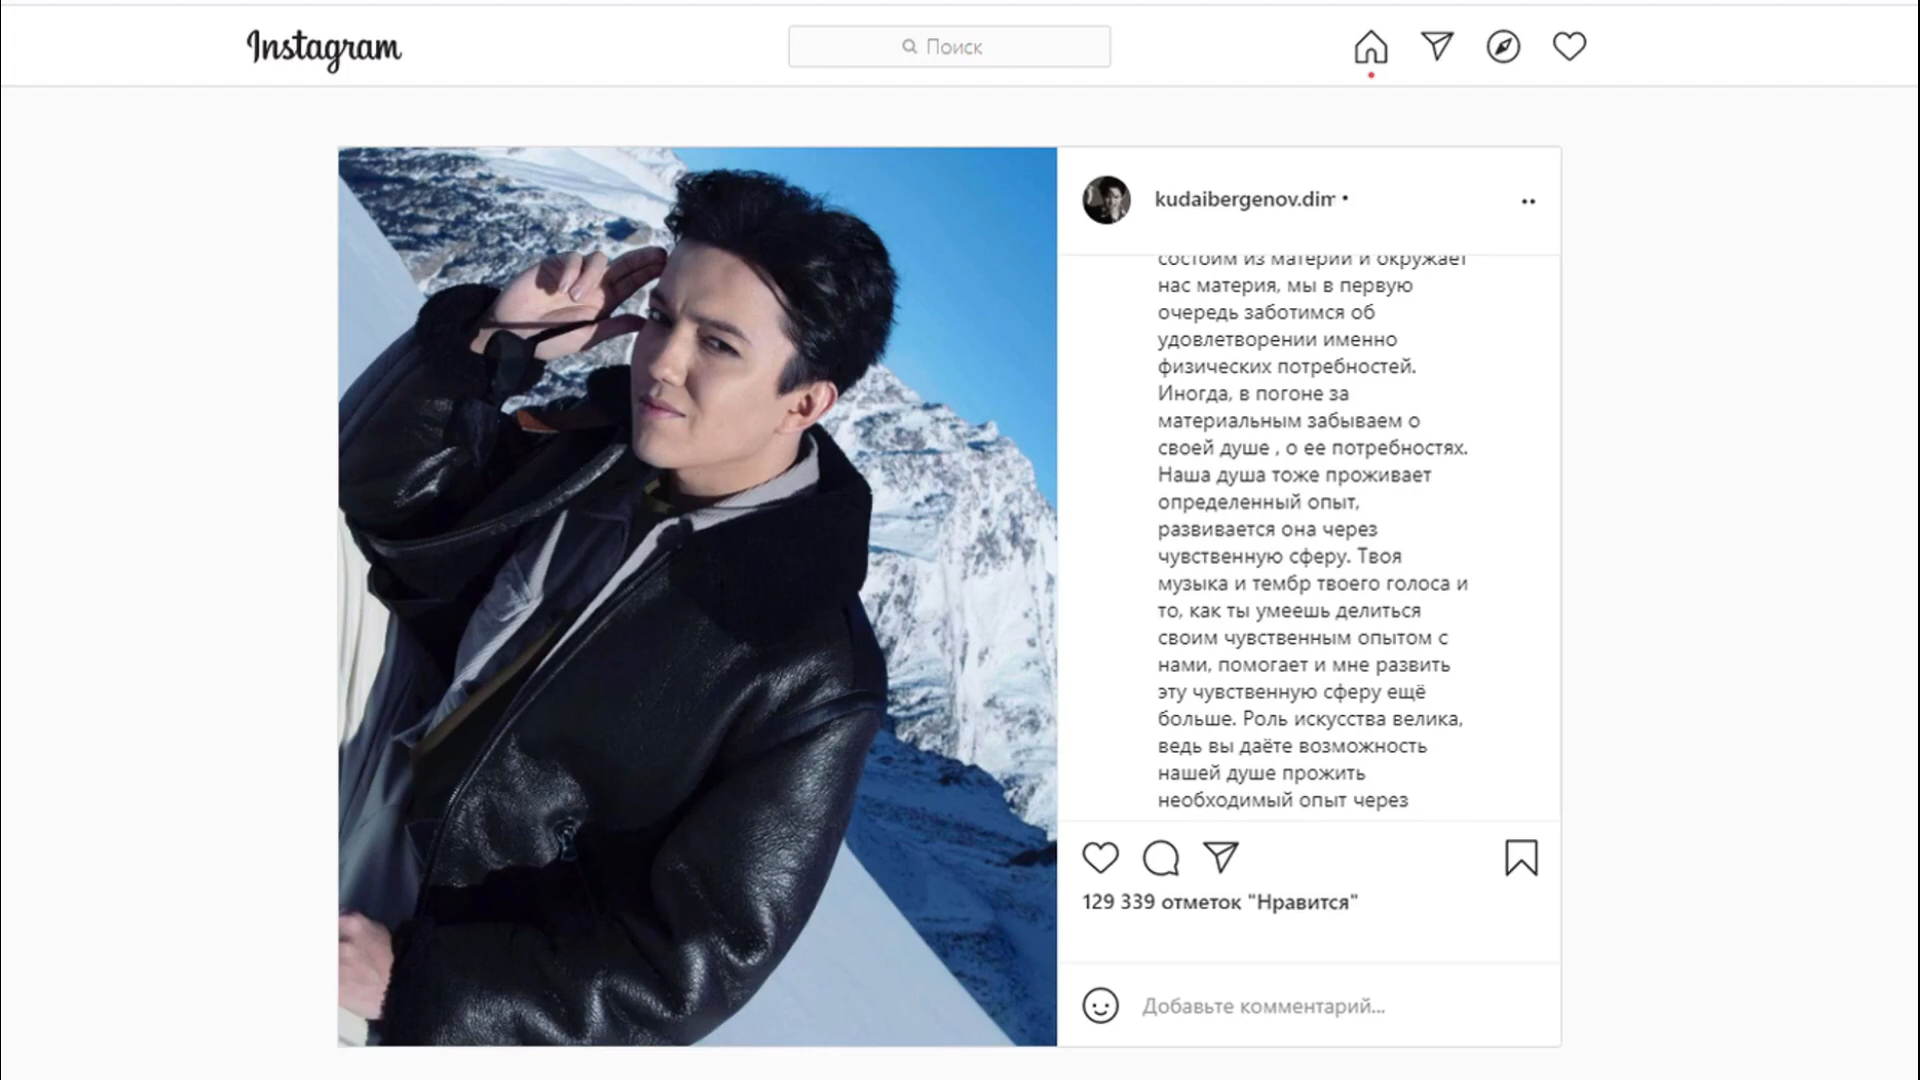 Instagram
Поиск
kudaibergenov.dim •
состоим из материи и окружает
нас материя, мы в первую
очередь заботимся об
удовлетворении именно
физических потребностей.
Иногда, в погоне за
материальным забываем о
своей душе , о ее потребностях.
Наша душа тоже проживает
определенный опыт,
развивается она через
чувственную сферу. Твоя
музыка и тембр твоего голоса и
то, как ты умеешь делиться
своим чувственным опытом с
нами, помогает и мне развить
эту чувственную сферу ещё
больше. Роль искусства велика,
ведь вы даёте возможность
нашей душе прожить
необходимый опыт через
129 339 отметок "Нравится"
Добавьте комментарий...